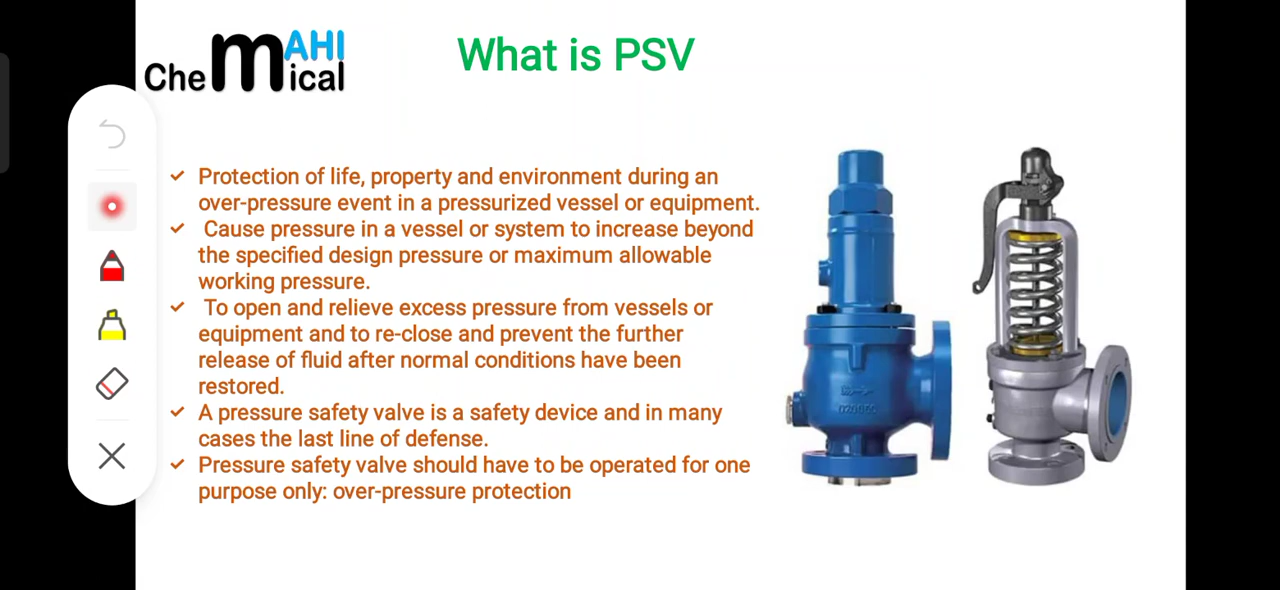 MAHI
Chemical
What is PSV
Protection of life, property and environment during an
over-pressure event in a pressurized vessel or equipment.
Cause pressure in a vessel or system to increase beyond
the specified design pressure or maximum allowable
working pressure.
To open and relieve excess pressure from vessels or
equipment and to re-close and prevent the further
release of fluid after normal conditions have been
restored.
A pressure safety valve is a safety device and in many
cases the last line of defense.
Pressure safety valve should have to be operated for one
purpose only: over-pressure protection